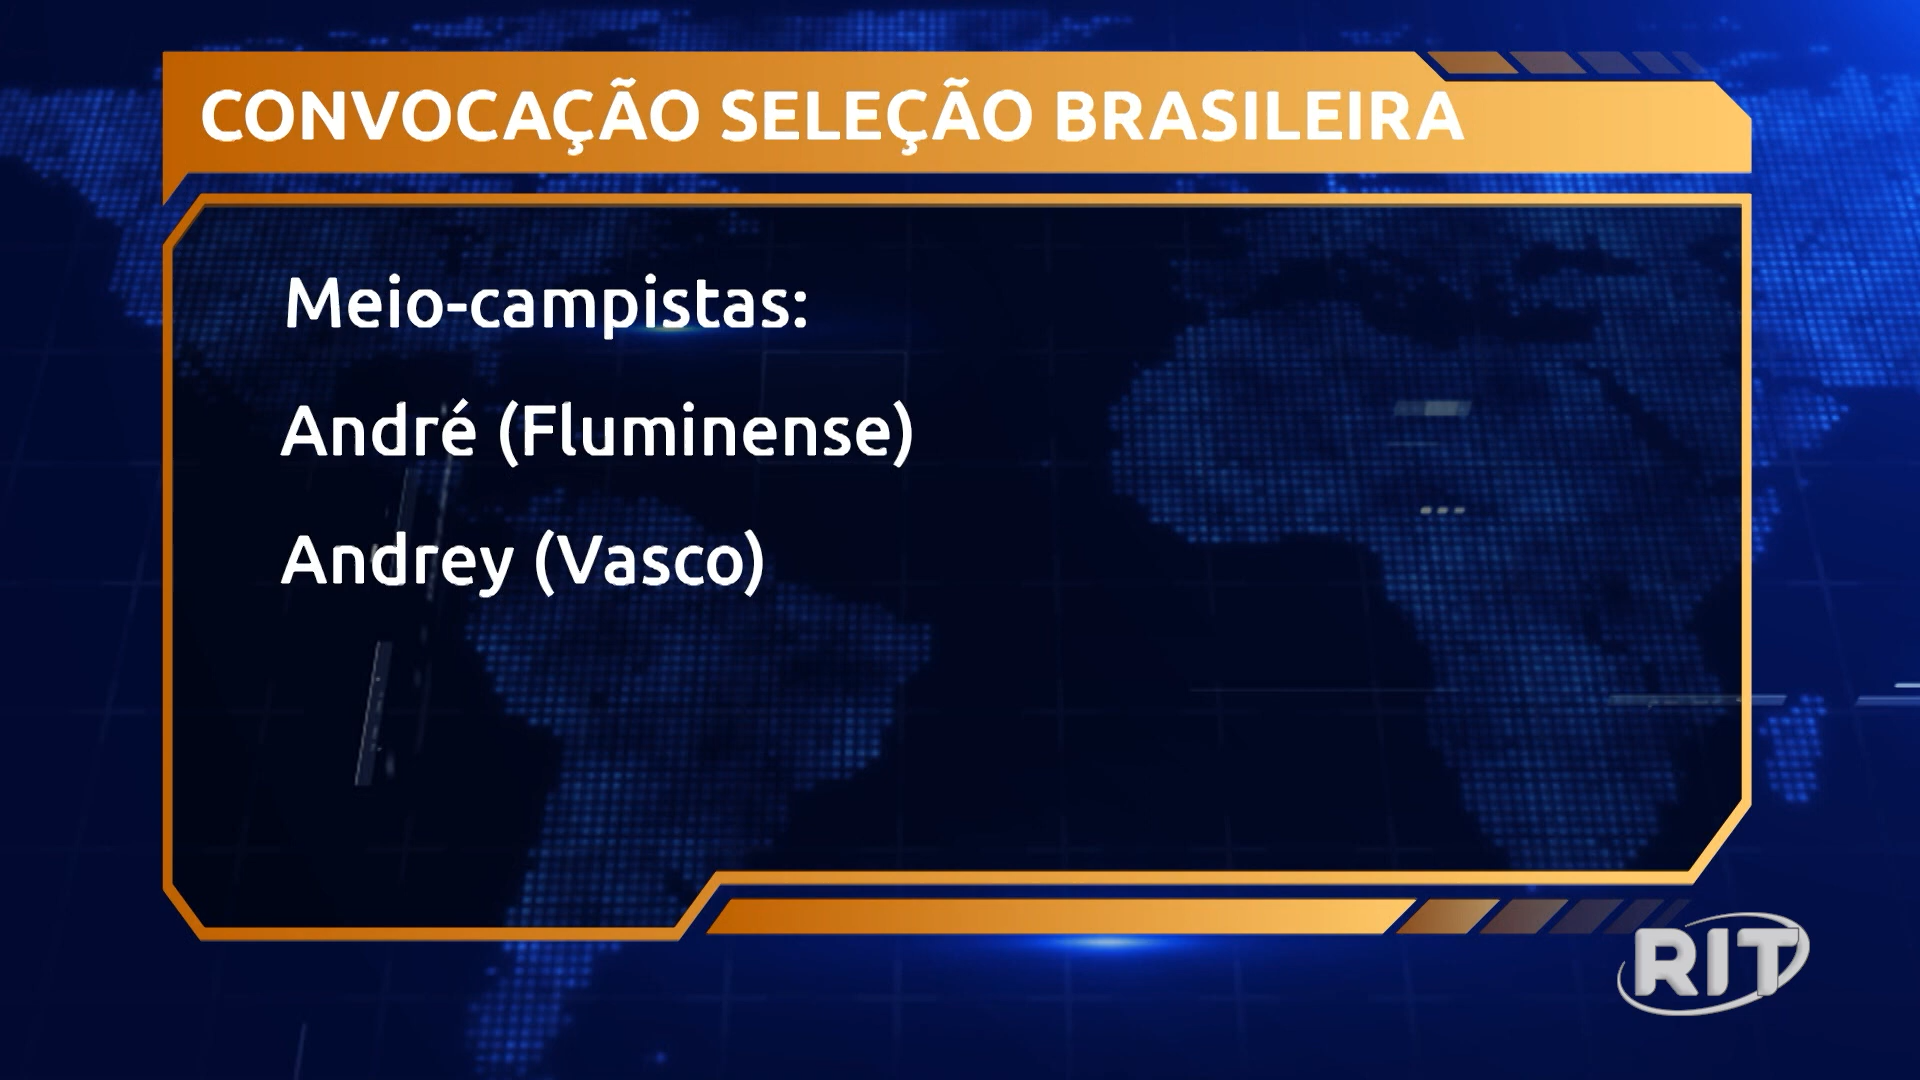 CONVOCAÇÃO SELEÇÃO BRASILEIRA
Meio-campistas:
André (Fluminense)
Andrey (Vasco)
RIT